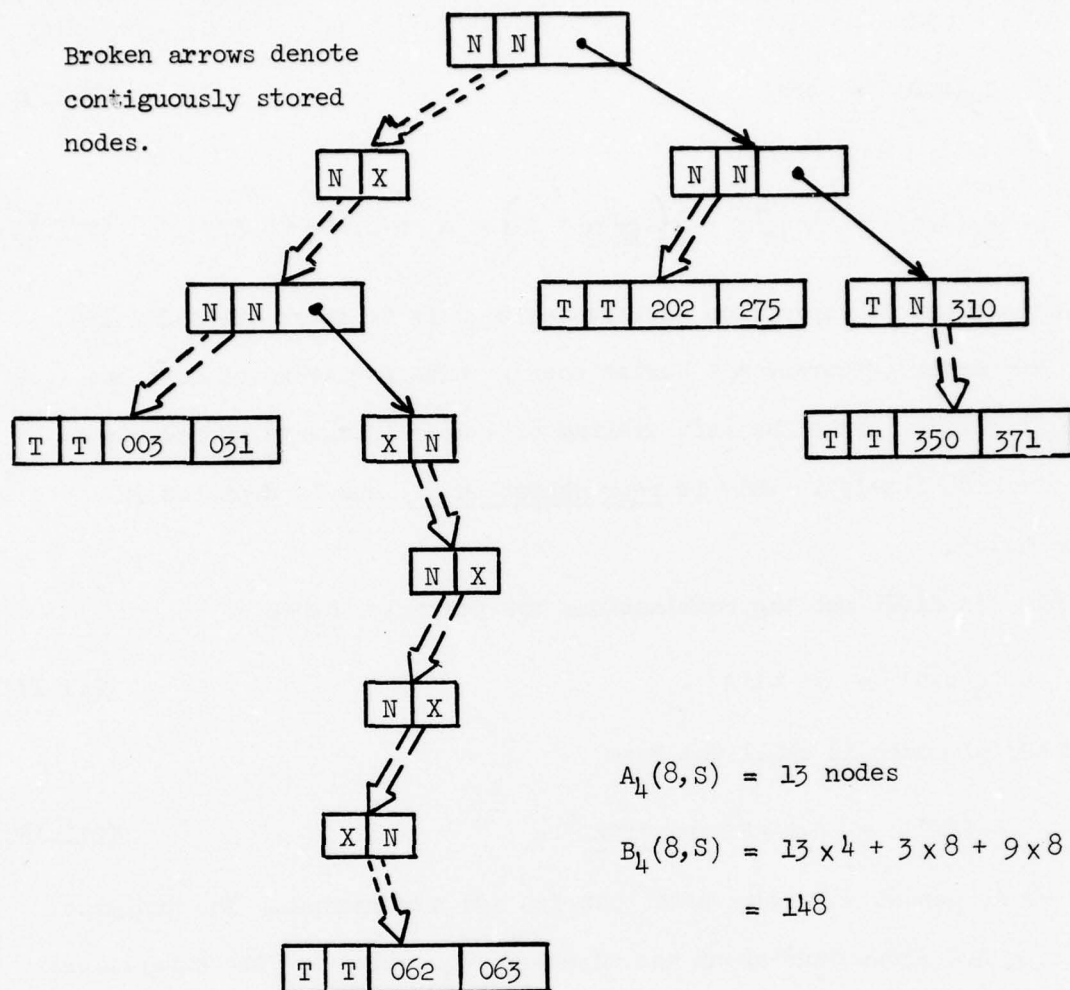 Broken arrows denote
contiguously stored
nodes.
N N
N X
N N
N N
T T 202 275
T N 310
T T 003 031
X N
T T 350 371
N X
N X
A₄(8,S) = 13 nodes
X N
B₄(8,S) = 13 x 4 + 3 x 8 + 9 x 8
= 148
T T 062 063